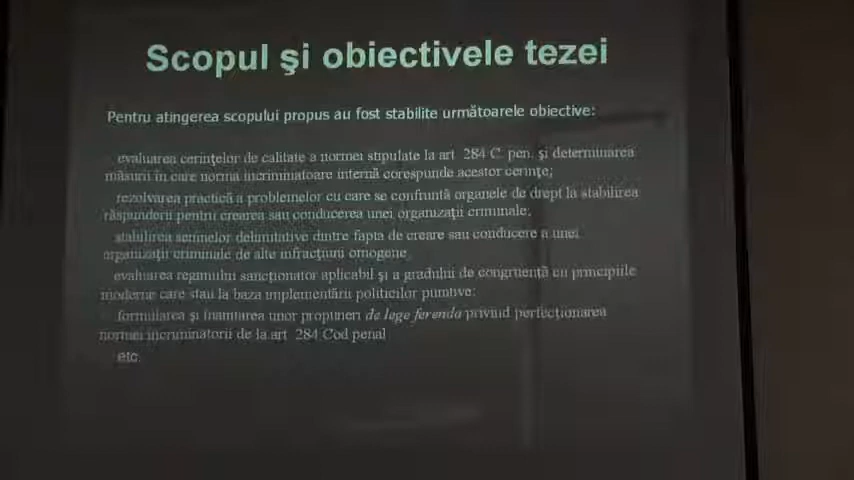 Scopul şi obiectivele tezei
Pentru atingerea scopului propus au fost stabilite următoarele obiective:
evaluarea cerinţelor de calitate a normei stipulate la art. 284 C. pen. şi determinarea
măsurii în care norma incriminatoare internă corespunde acestor cerinţe;
rezolvarea practică a problemelor cu care se confruntă organele de drept la stabilirea
răspunderii pentru crearea sau conducerea unei organizaţii criminale;
stabilirea semnelor delimitative dintre fapta de creare sau conducere a unei
organizaţii criminale de alte infracţiuni omogene
evaluarea regimului sancţionator aplicabil şi a gradului de congruenţă cu principiile
moderne care stau la baza implementării politicilor punitive;
formularea şi înaintarea unor propuneri de lege ferenda privind perfecţionarea
normei incriminatorii de la art. 284 Cod penal
etc.